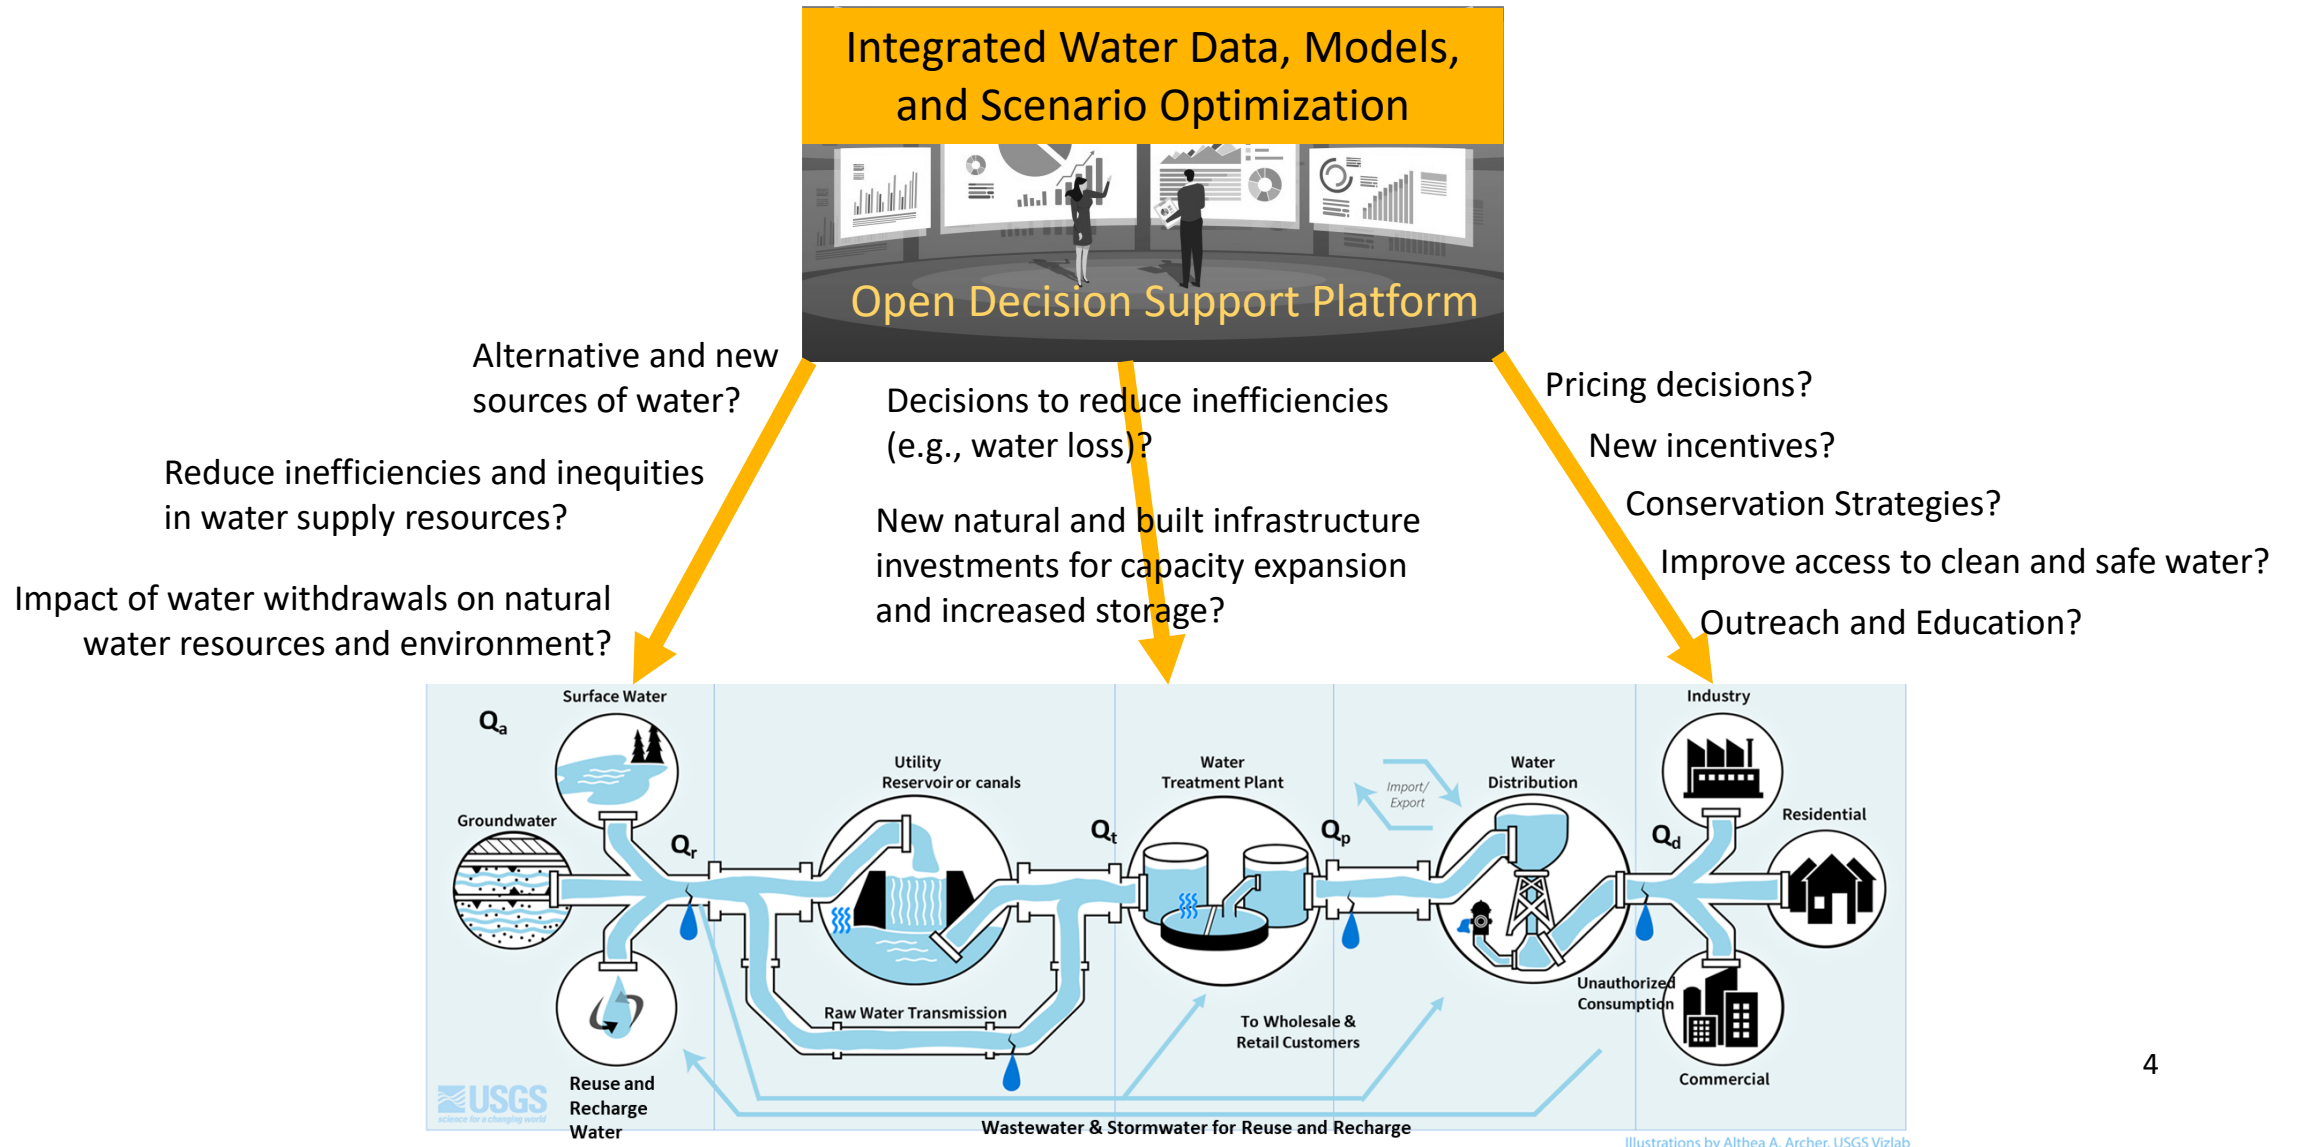 Integrated Water Data, Models,
and Scenario Optimization
Open Decision Support Platform
Alternative and new
sources of water?
Reduce inefficiencies and inequities
in water supply resources?
Impact of water withdrawals on natural
water resources and environment?
Decisions to reduce inefficiencies
(e.g., water loss)?
New natural and built infrastructure
investments for capacity expansion
and increased storage?
Pricing decisions?
New incentives?
Conservation Strategies?
Improve access to clean and safe water?
Outreach and Education?
Surface Water
Qa
Groundwater
Qr
Reuse and
Recharge
Water
USGS
science for a changing world
Utility
Reservoir or canals
Raw Water Transmission
Qt
Water
Treatment Plant
To Wholesale &
Retail Customers
Qp
Import/
Export
Water
Distribution
Unauthorized
Consumption
Qd
Industry
Residential
Commercial
Wastewater & Stormwater for Reuse and Recharge
Illustrations by Althea A. Archer, USGS Vizlab
4